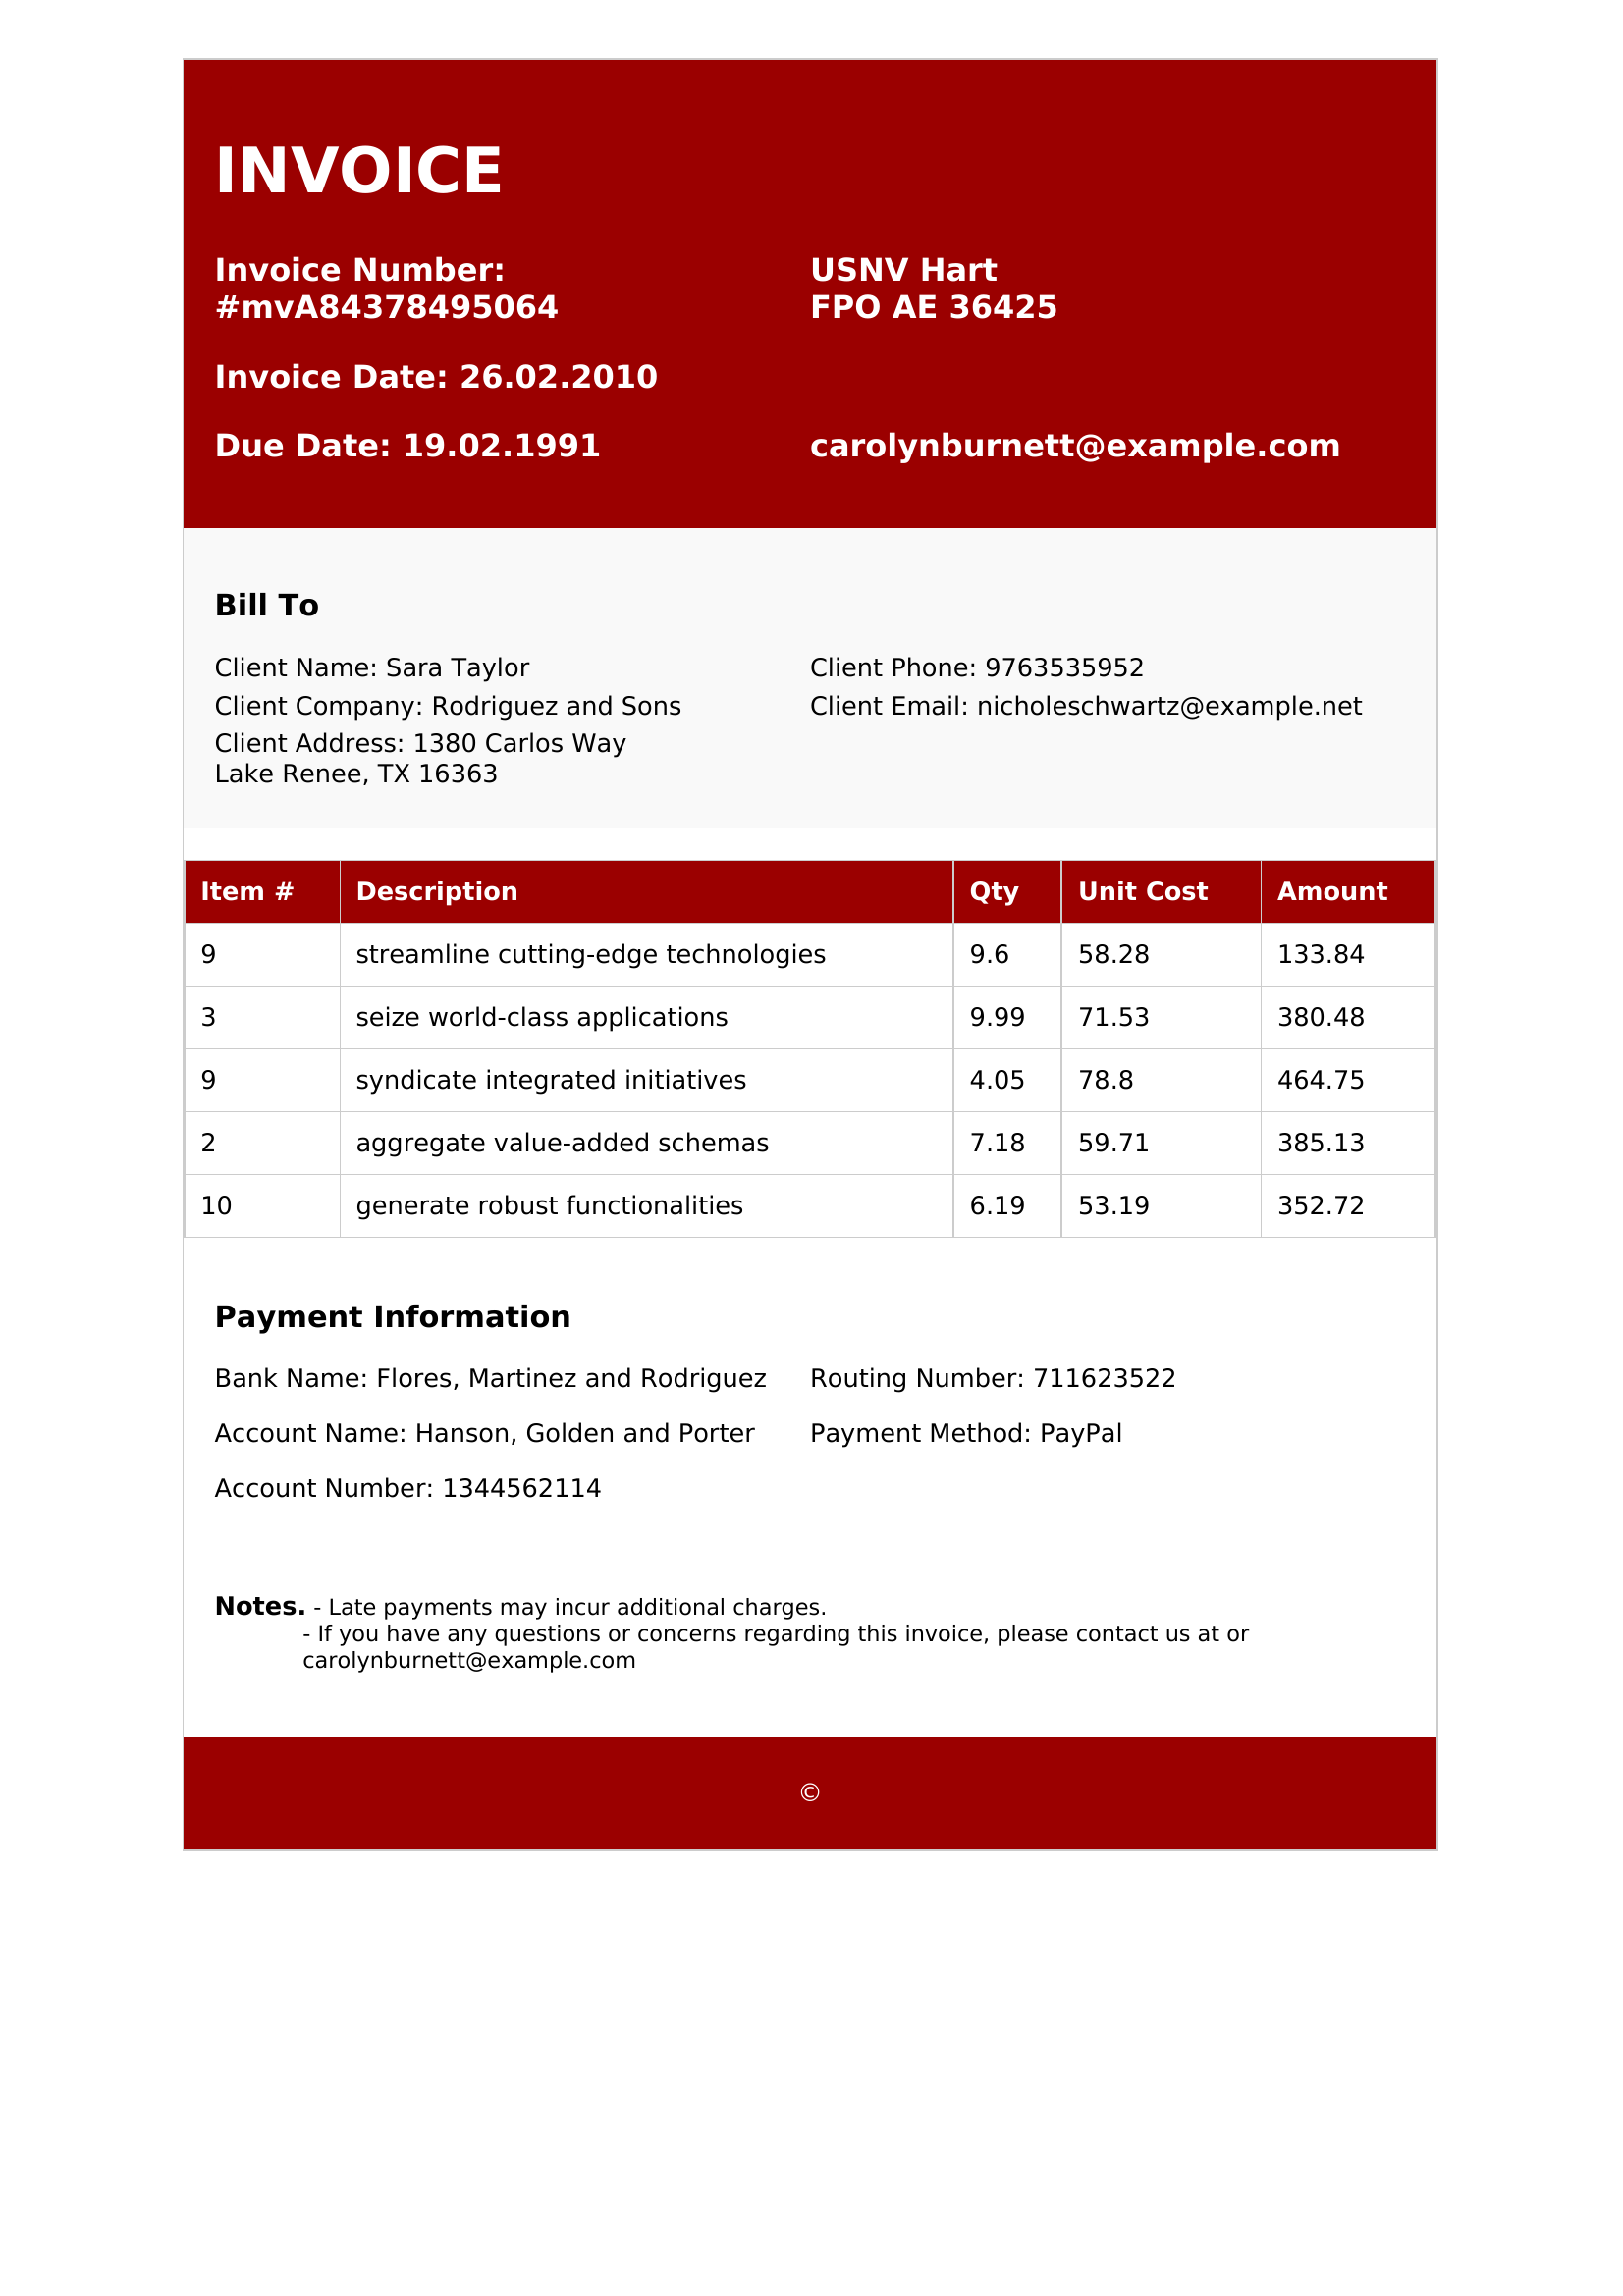 INVOICE
Invoice Number:
#mvA84378495064
USNV Hart
FPO AE 36425
Invoice Date: 26.02.2010
Due Date: 19.02.1991
carolynburnett@example.com
Bill To
Client Name: Sara Taylor
Client Company: Rodriguez and Sons
Client Address: 1380 Carlos Way
Lake Renee, TX 16363
Client Phone: 9763535952
Client Email: nicholeschwartz@example.net
Item # Description Qty Unit Cost Amount
9 streamline cutting-edge technologies 9.6 58.28 133.84
3 seize world-class applications 9.99 71.53 380.48
9 syndicate integrated initiatives 4.05 78.8 464.75
2 aggregate value-added schemas 7.18 59.71 385.13
10 generate robust functionalities 6.19 53.19 352.72
Payment Information
Bank Name: Flores, Martinez and Rodriguez
Account Name: Hanson, Golden and Porter
Account Number: 1344562114
Routing Number: 711623522
Payment Method: PayPal
Notes. - Late payments may incur additional charges.
- If you have any questions or concerns regarding this invoice, please contact us at or
carolynburnett@example.com
©